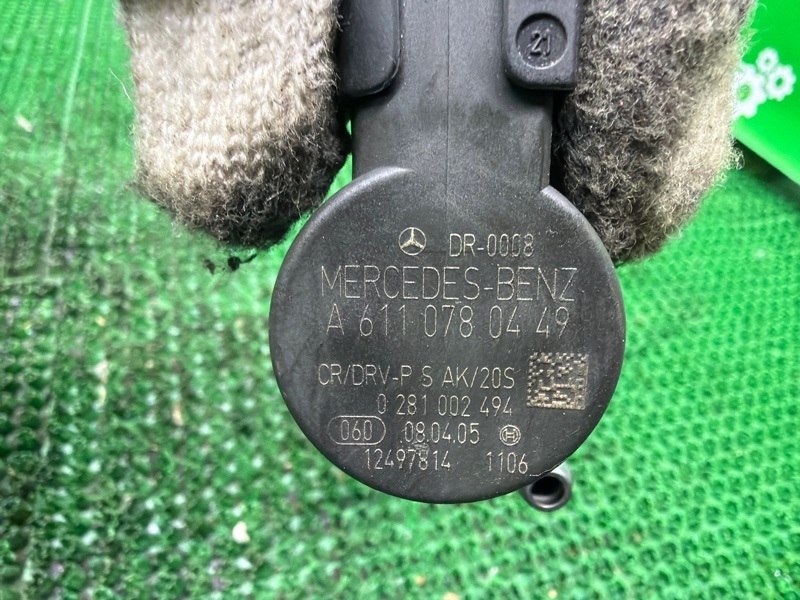 21
DR-0008
MERCEDES-BENZ
A 611 078 04 49
CR/DRV-P S AK/20S
0 281 002 494
060 08.04.05
12497814 1106